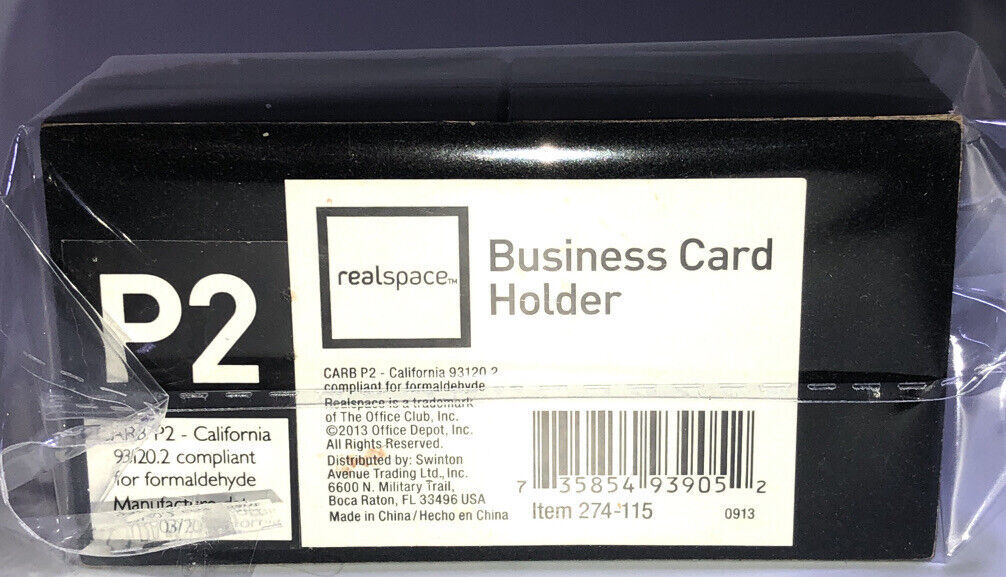 P2
realspace™
Business Card
Holder
CARB P2 - California 93120.2
compliant for formaldehyde
Realspace is a trademark
of The Office Club, Inc.
©2013 Office Depot, Inc.
All Rights Reserved.
Distributed by: Swinton
Avenue Trading Ltd., Inc.
6600 N. Military Trail,
Boca Raton, FL 33496 USA
Made in China/Hecho en China
7 35854 93905 2
Item 274-115
0913
CARB P2 - California
93120.2 compliant
for formaldehyde